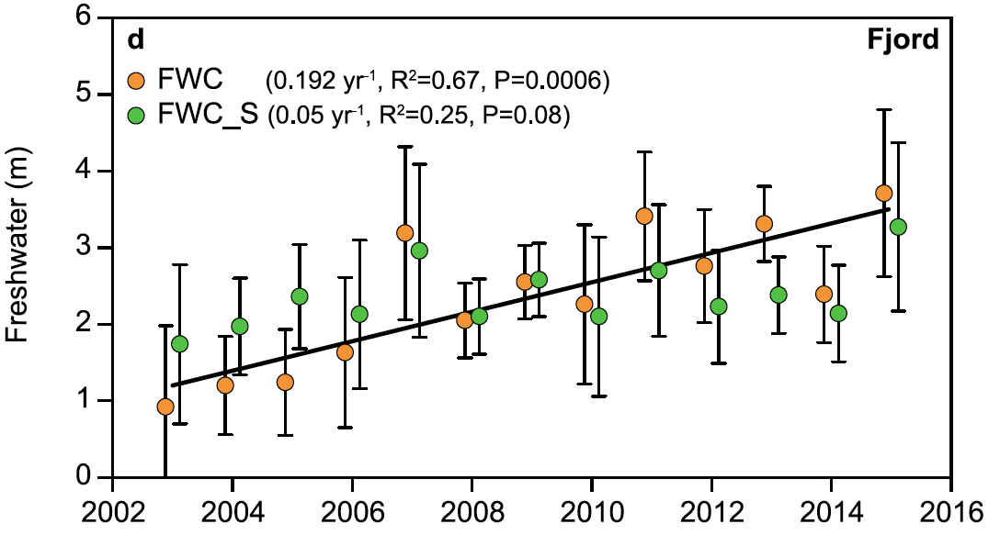 d Fjord
FWC (0.192 yr⁻¹, R²=0.67, P=0.0006)
FWC_S (0.05 yr⁻¹, R²=0.25, P=0.08)
Freshwater (m)
6
5
4
3
2
1
0
2002 2004 2006 2008 2010 2012 2014 2016